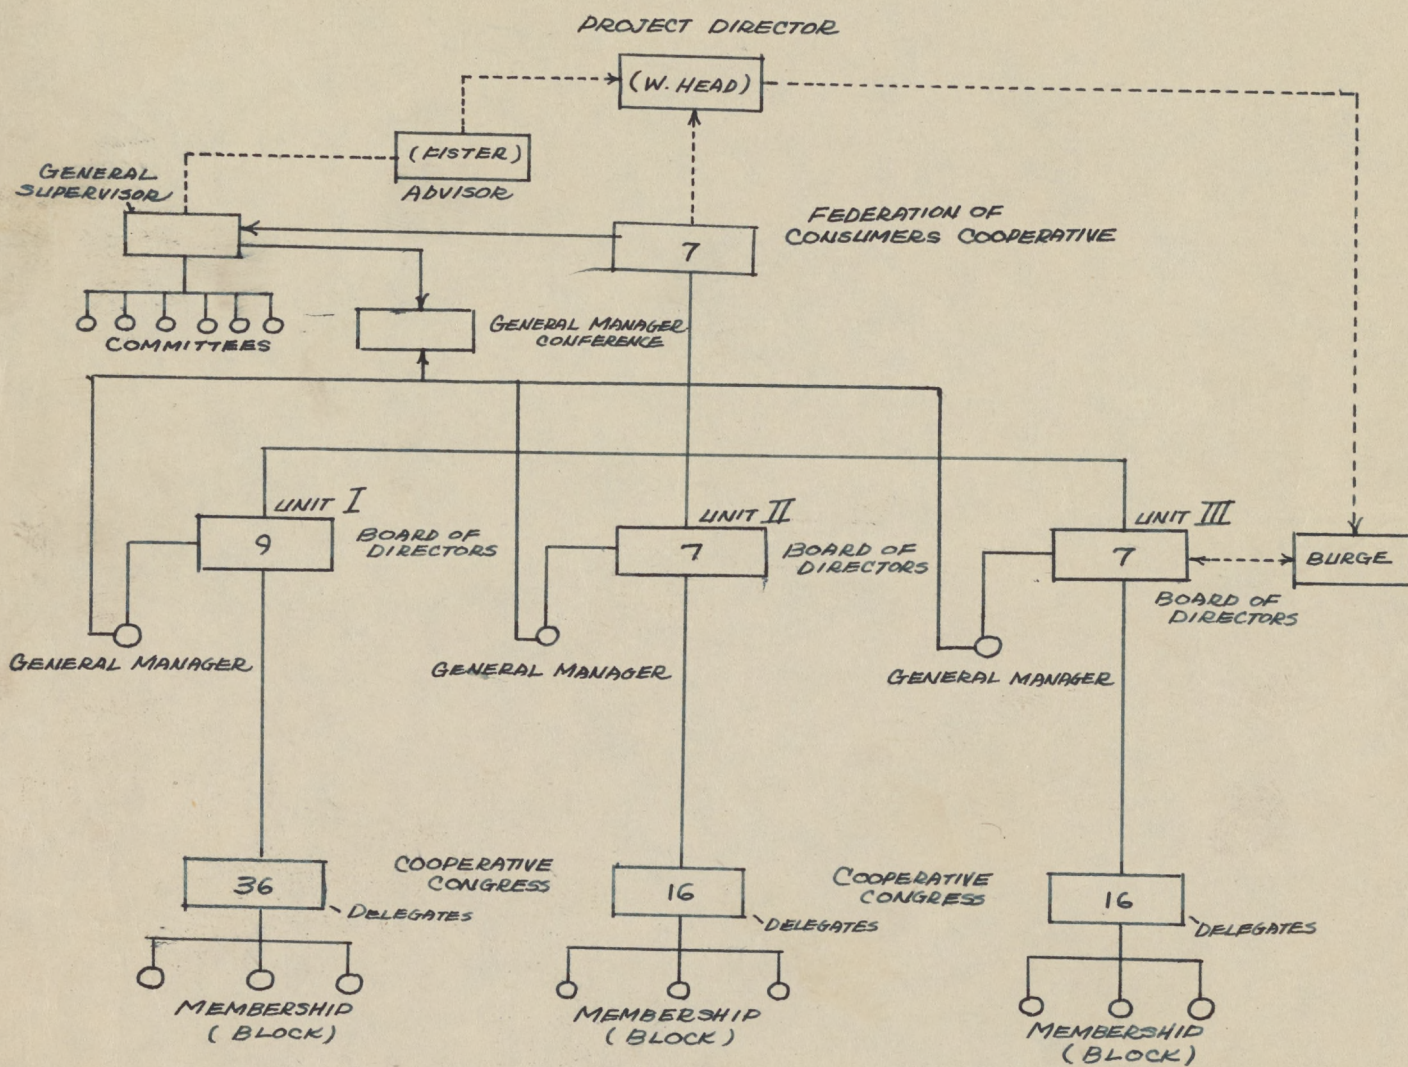 PROJECT DIRECTOR
(W. HEAD)
(FISTER)
ADVISOR
GENERAL
SUPERVISOR
FEDERATION OF
CONSUMERS COOPERATIVE
7
GENERAL MANAGER
CONFERENCE
COMMITTEES
UNIT I
9
BOARD OF
DIRECTORS
UNIT II
7
BOARD OF
DIRECTORS
UNIT III
7
BOARD OF
DIRECTORS
BURGE
GENERAL MANAGER
GENERAL MANAGER
GENERAL MANAGER
36
COOPERATIVE
CONGRESS
DELEGATES
16
COOPERATIVE
CONGRESS
DELEGATES
16
DELEGATES
MEMBERSHIP
(BLOCK)
MEMBERSHIP
(BLOCK)
MEMBERSHIP
(BLOCK)